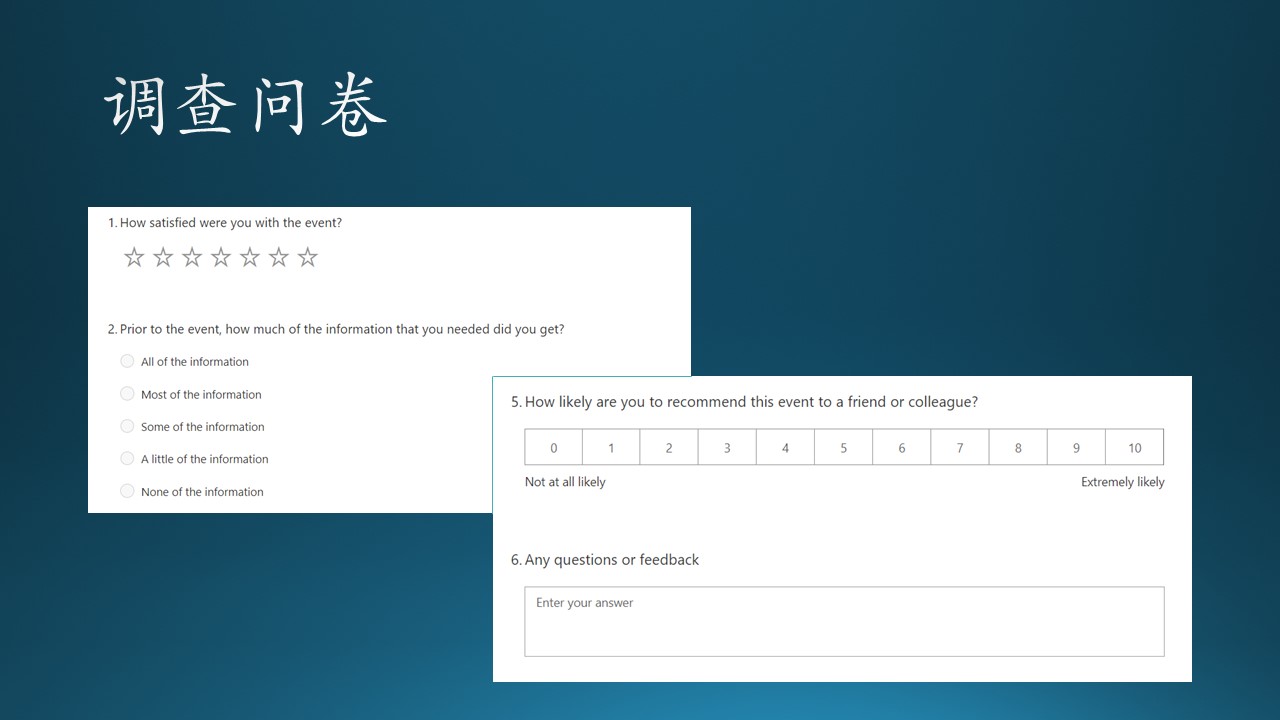 调查问卷
1. How satisfied were you with the event?
2. Prior to the event, how much of the information that you needed did you get?
All of the information
Most of the information
Some of the information
A little of the information
None of the information
5. How likely are you to recommend this event to a friend or colleague?
0 1 2 3 4 5 6 7 8 9 10
Not at all likely Extremely likely
6. Any questions or feedback
Enter your answer